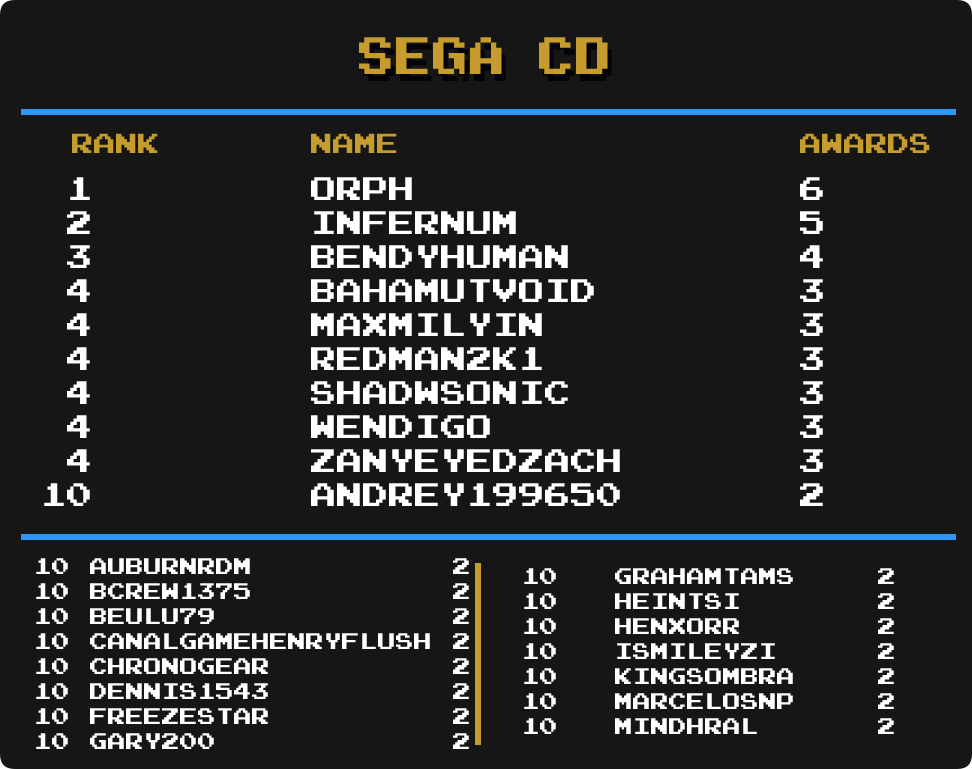 SEGA CD
RANK NAME AWARDS
1 ORPH 6
2 INFERNUM 5
3 BENDYHUMAN 4
4 BAHAMUTVOID 3
4 MAXMILYIN 3
4 REDMAN2K1 3
4 SHADWSONIC 3
4 WENDIGO 3
4 ZANYEYEDZACH 3
10 ANDREY199650 2
10 AUBURNRDM 2
10 BCREW1375 2
10 BEULU79 2
10 CANALGAMEHENRYFLUSH 2
10 CHRONOGEAR 2
10 DENNIS1543 2
10 FREEZESTAR 2
10 GARY200 2
10 GRAHAMTAMS 2
10 HEINTSI 2
10 HENXORR 2
10 ISMILEYZI 2
10 KINGSOMBRA 2
10 MARCELOSNP 2
10 MINDHRAL 2